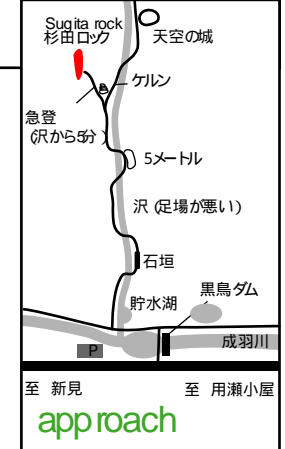 Sugita rock
杉田ロック
天空の城
ケルン
急登
(沢から5分)
5メートル
沢 (足場が悪い)
石垣
貯水湖
黒鳥ダム
P
成羽川
至 新見
至 用瀬小屋
app roach